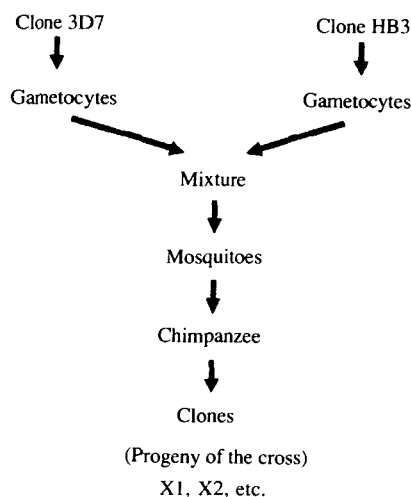 Clone 3D7
Clone HB3
Gametocytes
Gametocytes
Mixture
Mosquitoes
Chimpanzee
Clones
(Progeny of the cross)
X1, X2, etc.